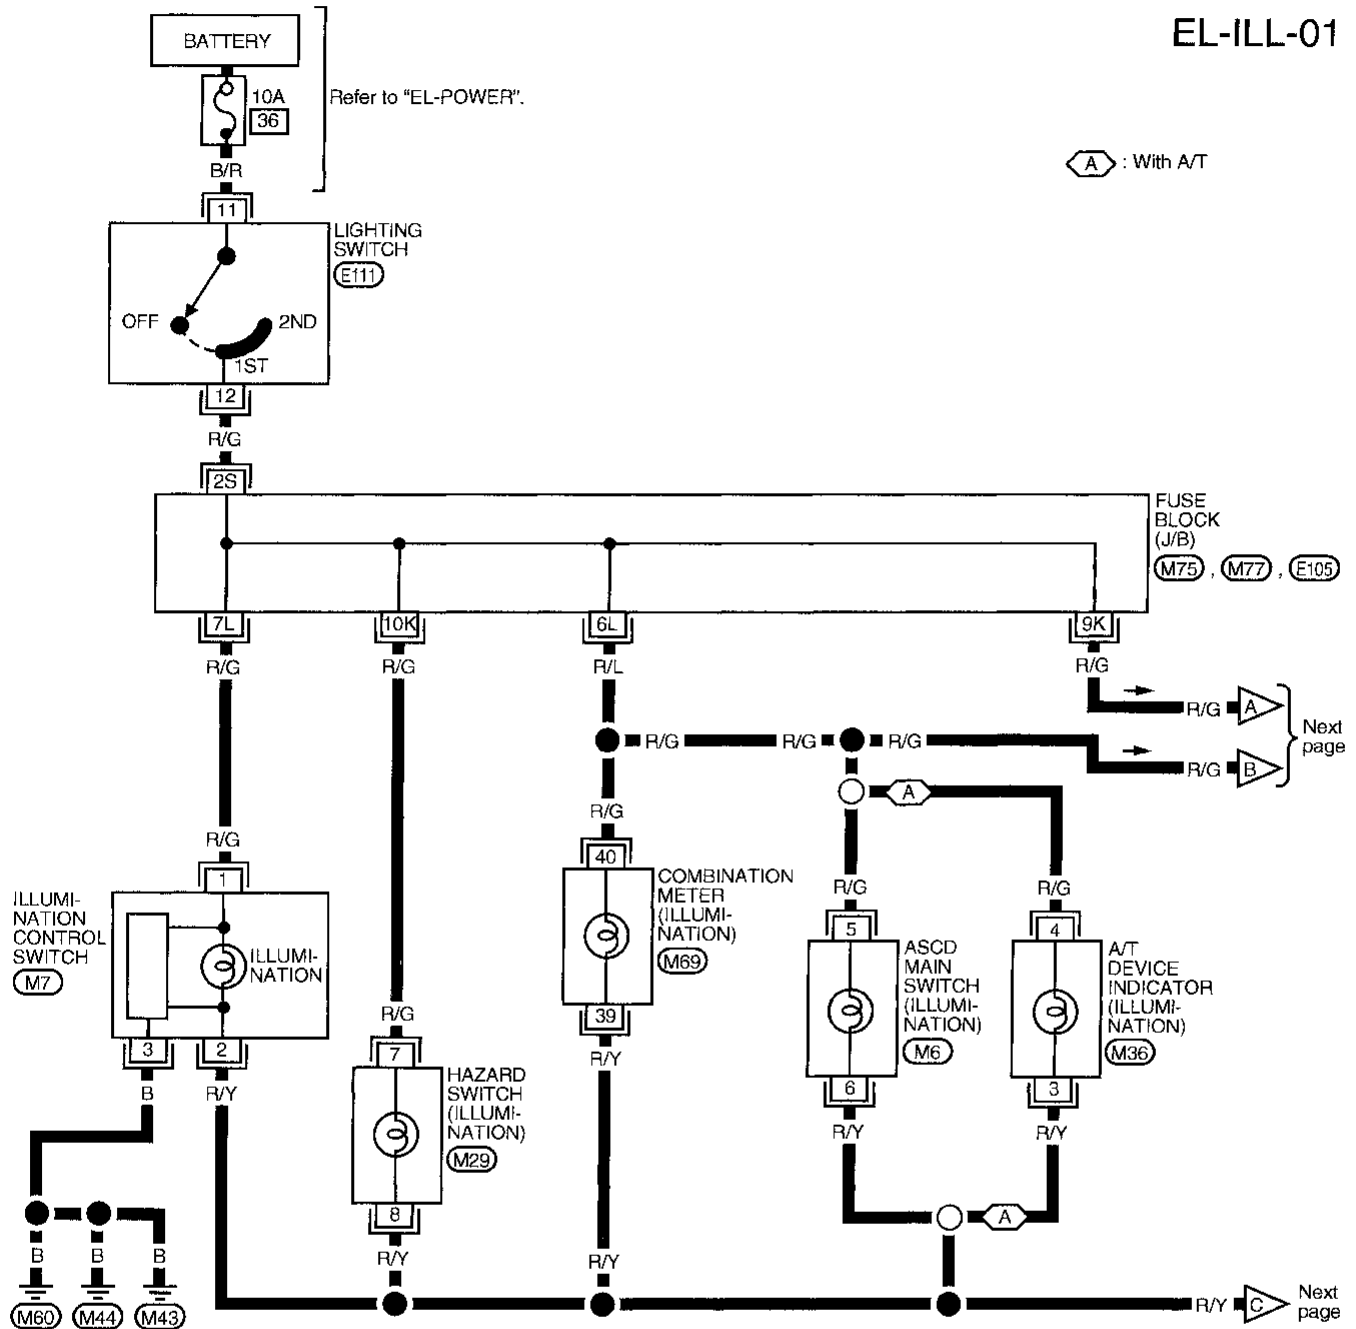 EL-ILL-01
BATTERY
10A
36
Refer to "EL-POWER".
A : With A/T
B/R
11
LIGHTING
SWITCH
E111
OFF
2ND
1ST
12
R/G
2S
FUSE
BLOCK
(J/B)
M75 , M77 , E105
7L
10K
6L
9K
R/G
R/G
R/L
R/G
R/G
A
Next
page
R/G
R/G
R/G
R/G
B
A
R/G
R/G
1
40
ILLUMI-
NATION
CONTROL
SWITCH
M7
ILLUMI-
NATION
COMBINATION
METER
(ILLUMI-
NATION)
M69
R/G
R/G
5
4
ASCD
MAIN
SWITCH
(ILLUMI-
NATION)
M6
A/T
DEVICE
INDICATOR
(ILLUMI-
NATION)
M36
R/G
39
3
2
7
R/Y
6
3
B
R/Y
HAZARD
SWITCH
(ILLUMI-
NATION)
M29
R/Y
R/Y
8
A
B
B
B
R/Y
R/Y
M60
M44
M43
R/Y
C
Next
page